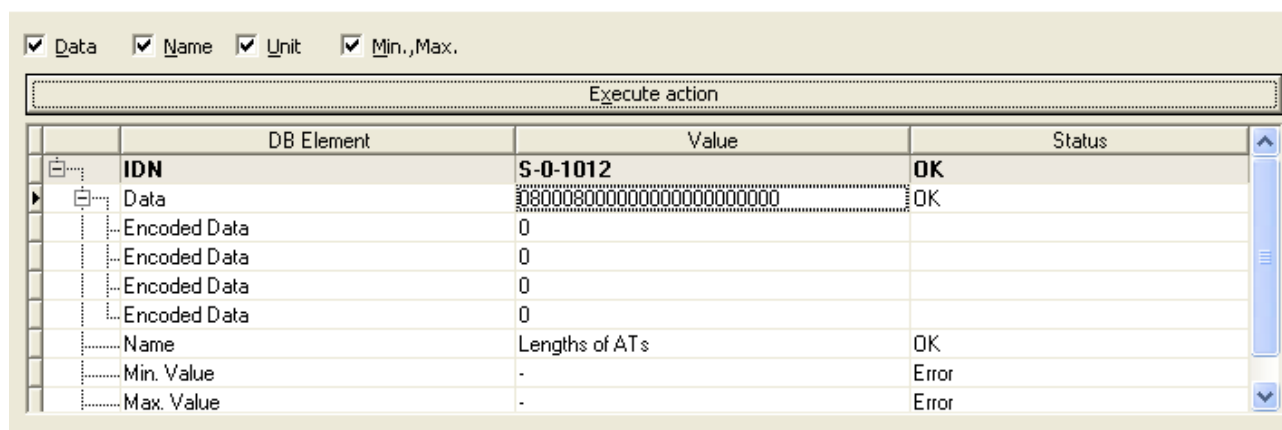 Data Name Unit Min.,Max.
Execute action
DB Element Value Status
IDN S-0-1012 OK
Data 080008000000000000000000 OK
Encoded Data 0
Encoded Data 0
Encoded Data 0
Encoded Data 0
Name Lengths of ATs OK
Min. Value - Error
Max. Value - Error